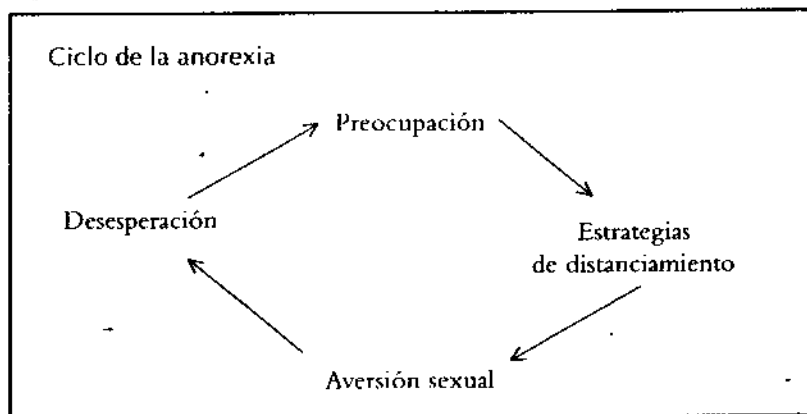 Ciclo de la anorexia
Preocupación
Desesperación
Estrategias
de distanciamiento
Aversión sexual